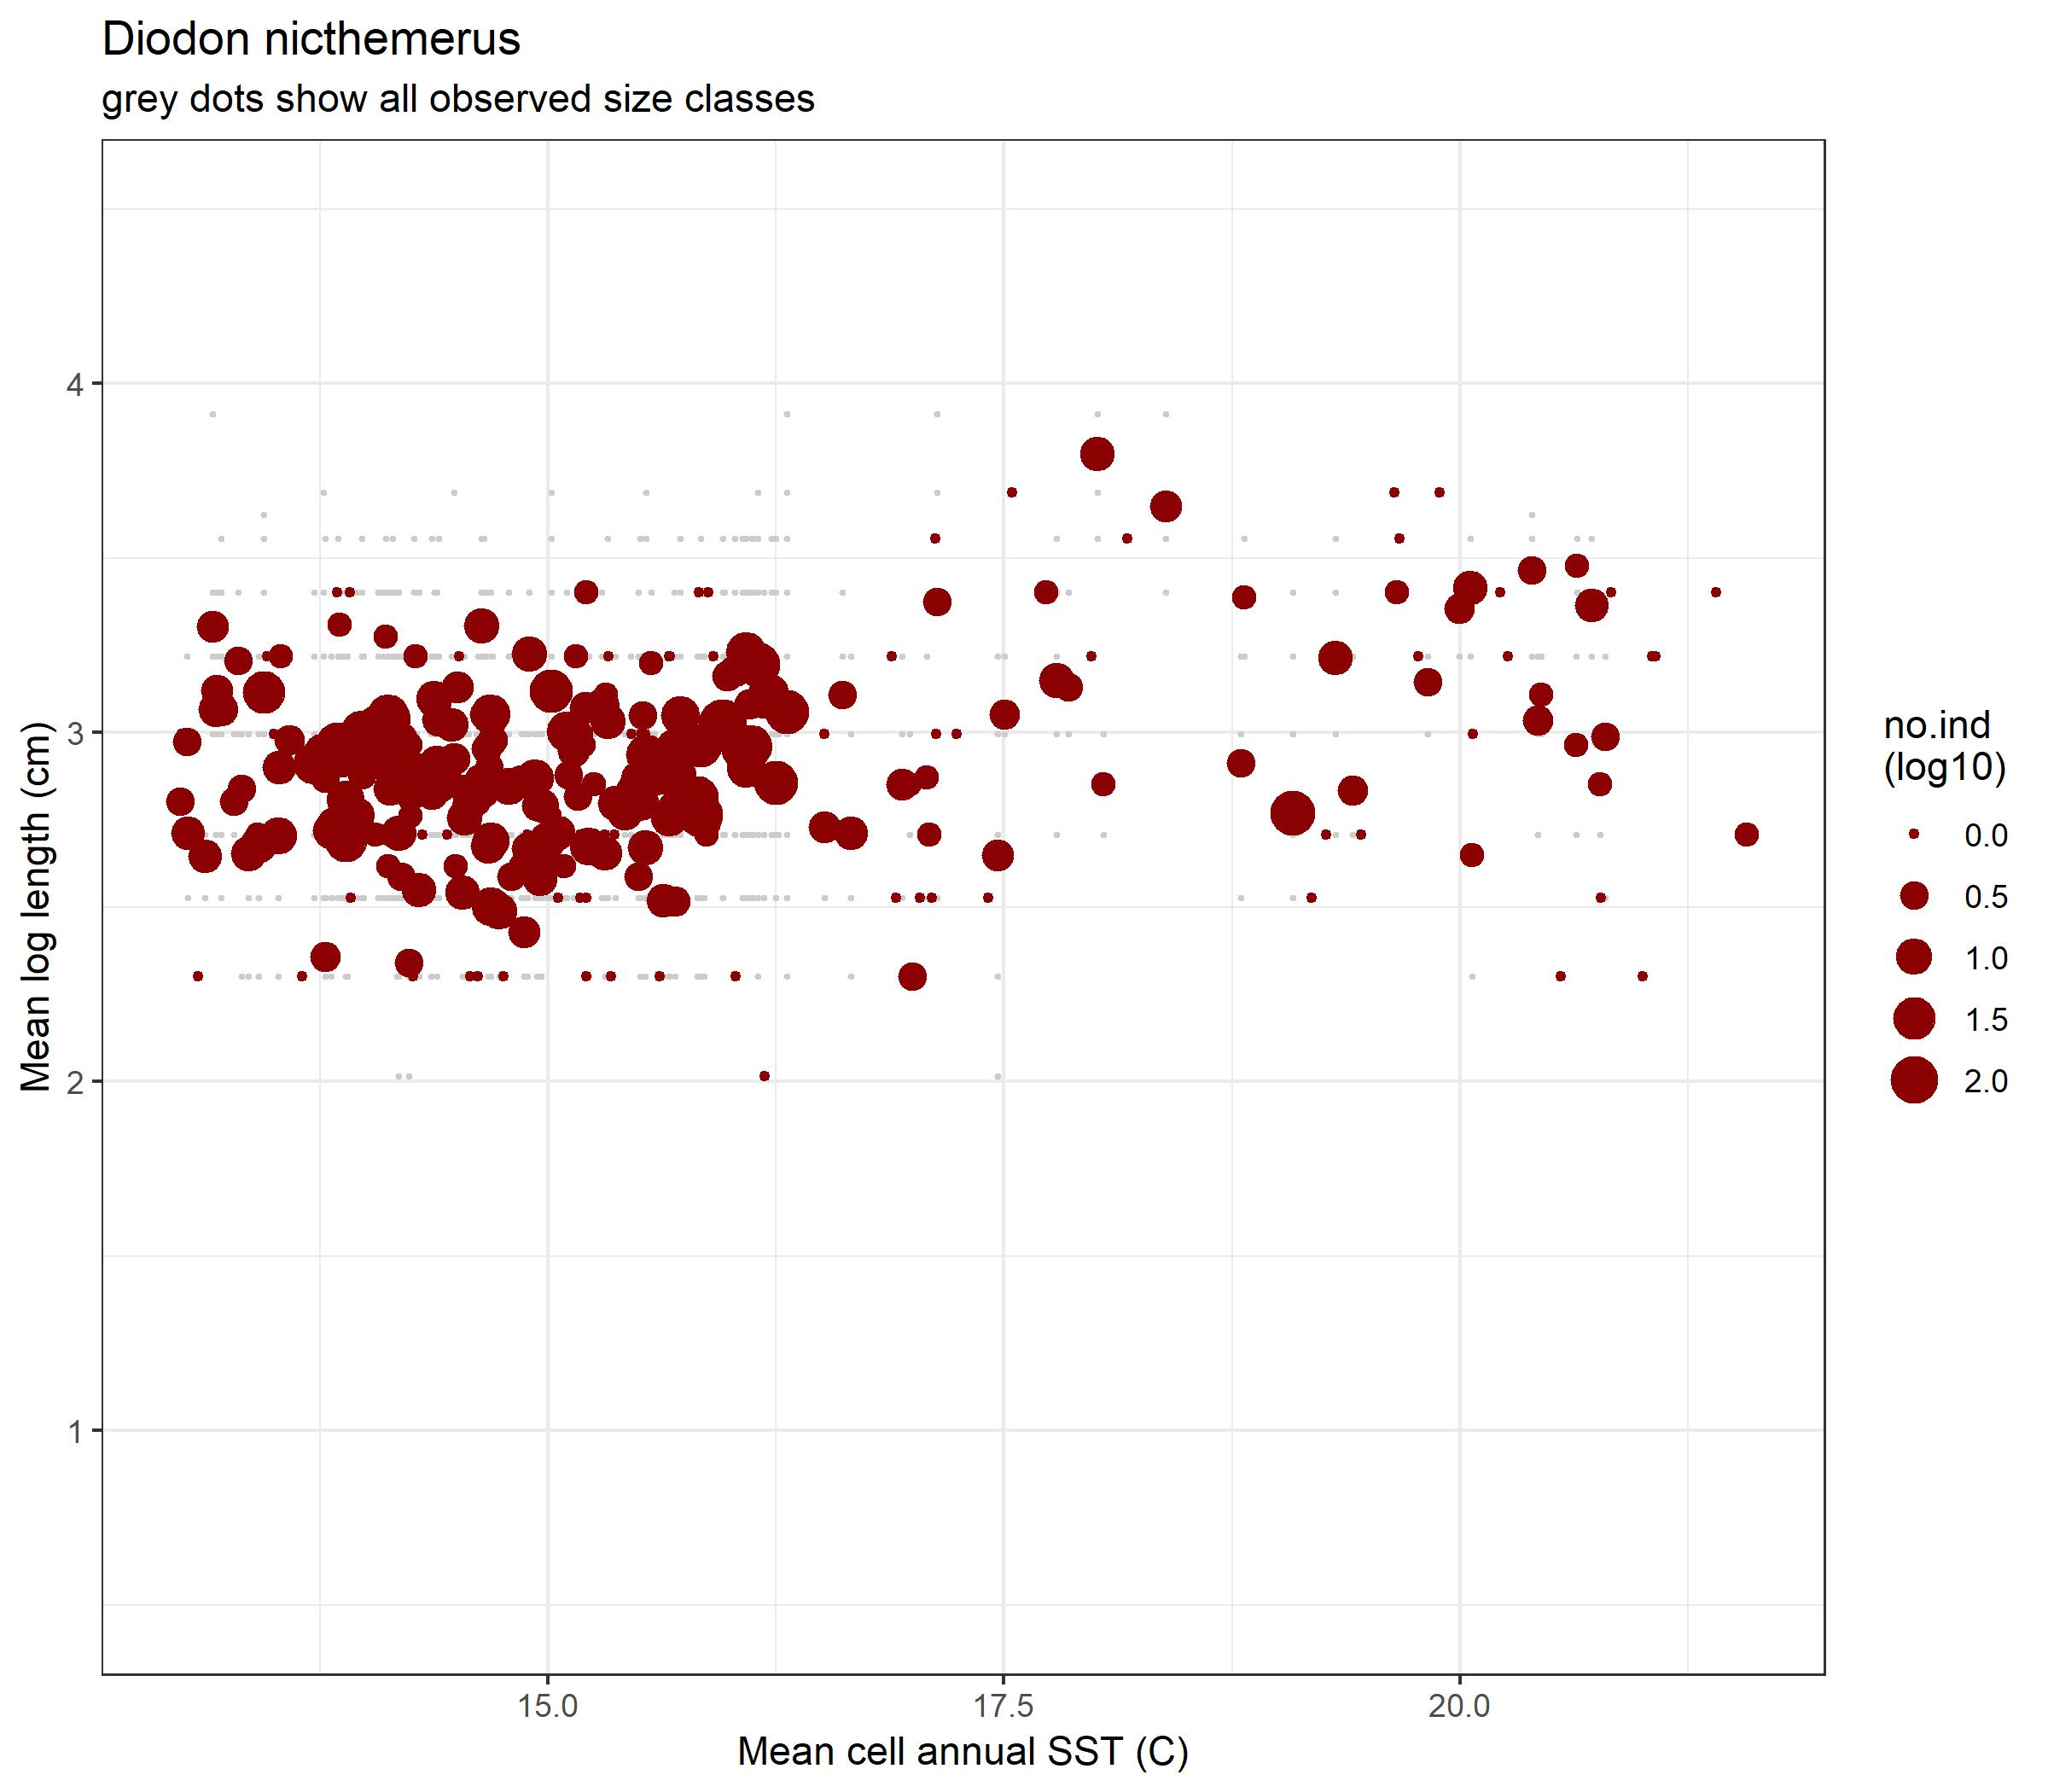 Diodon nicthemerus
grey dots show all observed size classes
Mean log length (cm)
4
3
2
1
15.0
17.5
20.0
Mean cell annual SST (C)
no.ind
(log10)
0.0
0.5
1.0
1.5
2.0